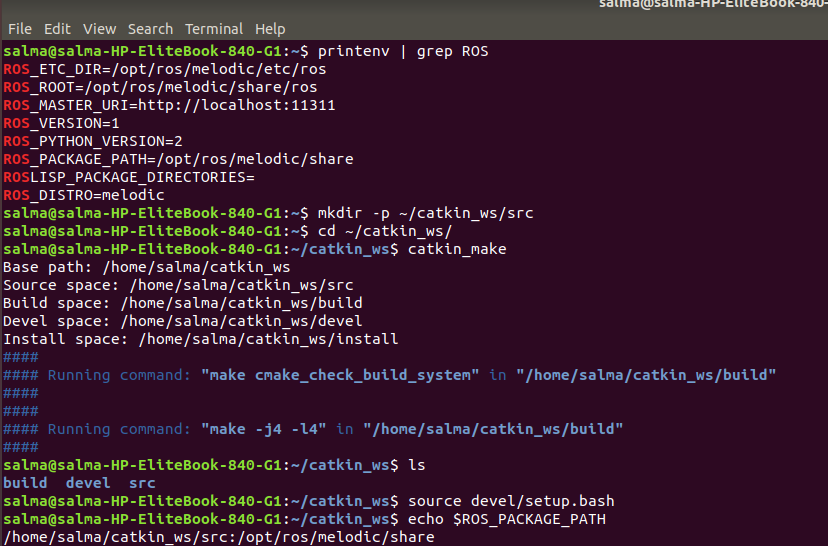 salma@salma-HP-EliteBook-840-
File Edit View Search Terminal Help
salma@salma-HP-EliteBook-840-G1:~$ printenv | grep ROS
ROS_ETC_DIR=/opt/ros/melodic/etc/ros
ROS_ROOT=/opt/ros/melodic/share/ros
ROS_MASTER_URI=http://localhost:11311
ROS_VERSION=1
ROS_PYTHON_VERSION=2
ROS_PACKAGE_PATH=/opt/ros/melodic/share
ROSLISP_PACKAGE_DIRECTORIES=
ROS_DISTRO=melodic
salma@salma-HP-EliteBook-840-G1:~$ mkdir -p ~/catkin_ws/src
salma@salma-HP-EliteBook-840-G1:~$ cd ~/catkin_ws/
salma@salma-HP-EliteBook-840-G1:~/catkin_ws$ catkin_make
Base path: /home/salma/catkin_ws
Source space: /home/salma/catkin_ws/src
Build space: /home/salma/catkin_ws/build
Devel space: /home/salma/catkin_ws/devel
Install space: /home/salma/catkin_ws/install
####
#### Running command: "make cmake_check_build_system" in "/home/salma/catkin_ws/build"
####
####
#### Running command: "make -j4 -l4" in "/home/salma/catkin_ws/build"
####
salma@salma-HP-EliteBook-840-G1:~/catkin_ws$ ls
build  devel  src
salma@salma-HP-EliteBook-840-G1:~/catkin_ws$ source devel/setup.bash
salma@salma-HP-EliteBook-840-G1:~/catkin_ws$ echo $ROS_PACKAGE_PATH
/home/salma/catkin_ws/src:/opt/ros/melodic/share